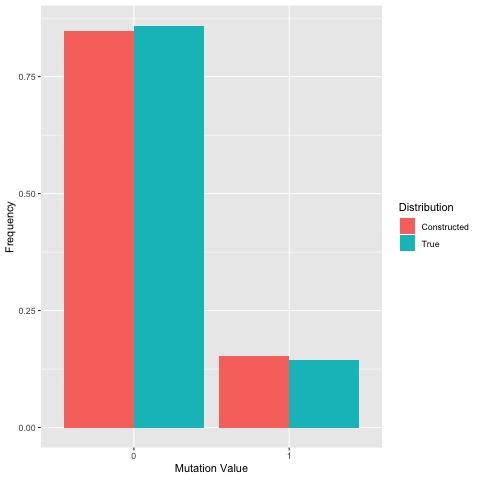 0.75
0.50
0.25
0.00
Frequency
0
1
Mutation Value
Distribution
Constructed
True